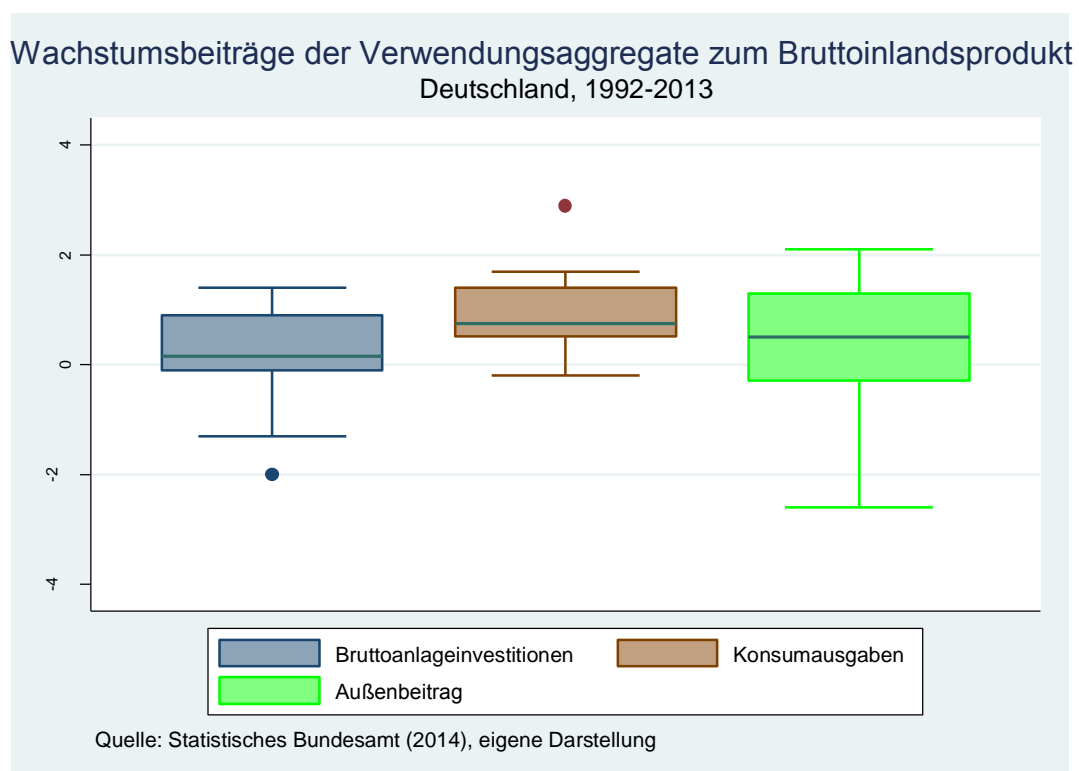 Wachstumsbeiträge der Verwendungsaggregate zum Bruttoinlandsprodukt
Deutschland, 1992-2013
4
2
0
-2
-4
Bruttoanlageinvestitionen Konsumausgaben
Außenbeitrag
Quelle: Statistisches Bundesamt (2014), eigene Darstellung